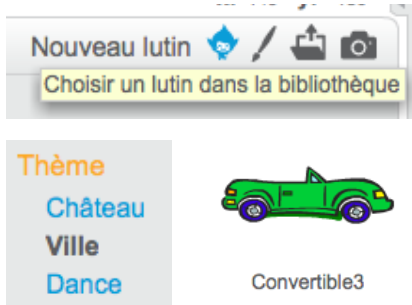 Nouveau lutin
Choisir un lutin dans la bibliothèque
Thème
Château
Ville
Dance
Convertible3